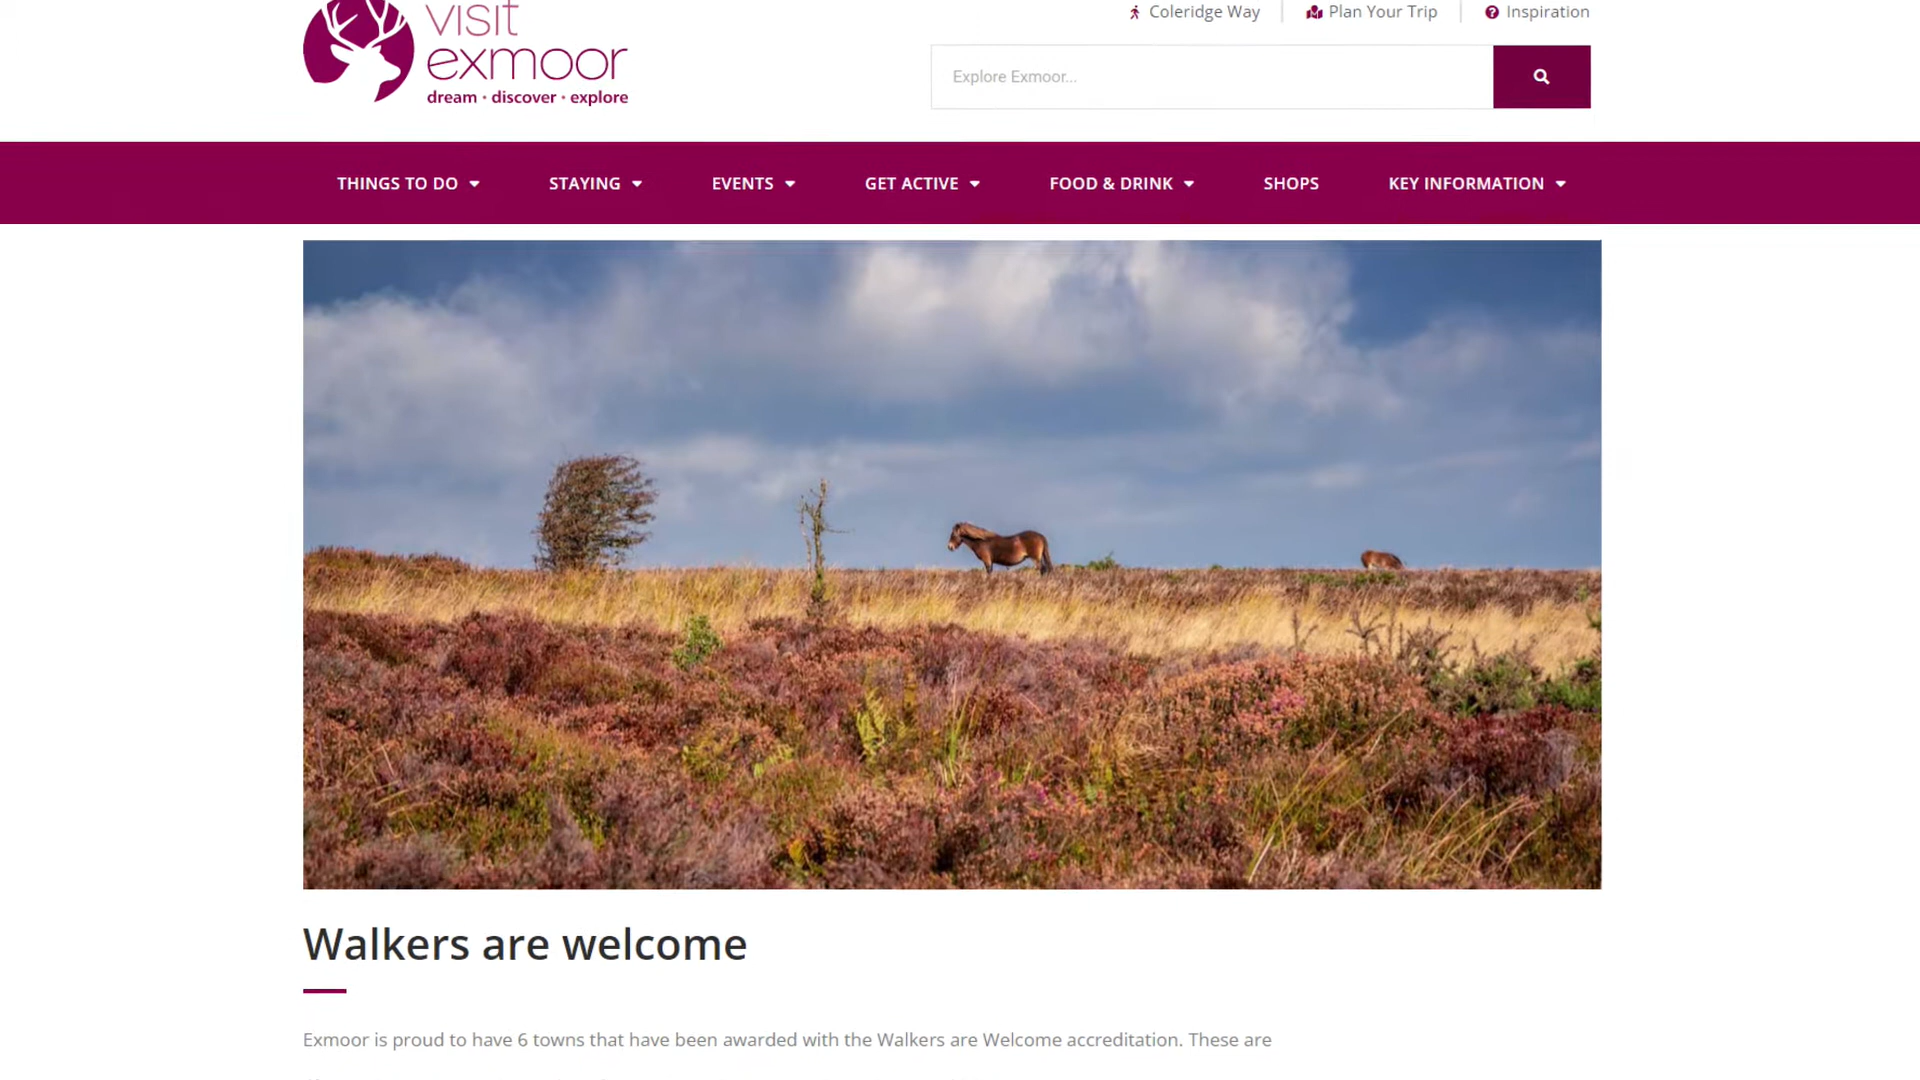 visit
exmoor
dream • discover • explore
Coleridge Way
Plan Your Trip
Inspiration
Explore Exmoor...
THINGS TO DO
STAYING
EVENTS
GET ACTIVE
FOOD & DRINK
SHOPS
KEY INFORMATION
Walkers are welcome
Exmoor is proud to have 6 towns that have been awarded with the Walkers are Welcome accreditation. These are